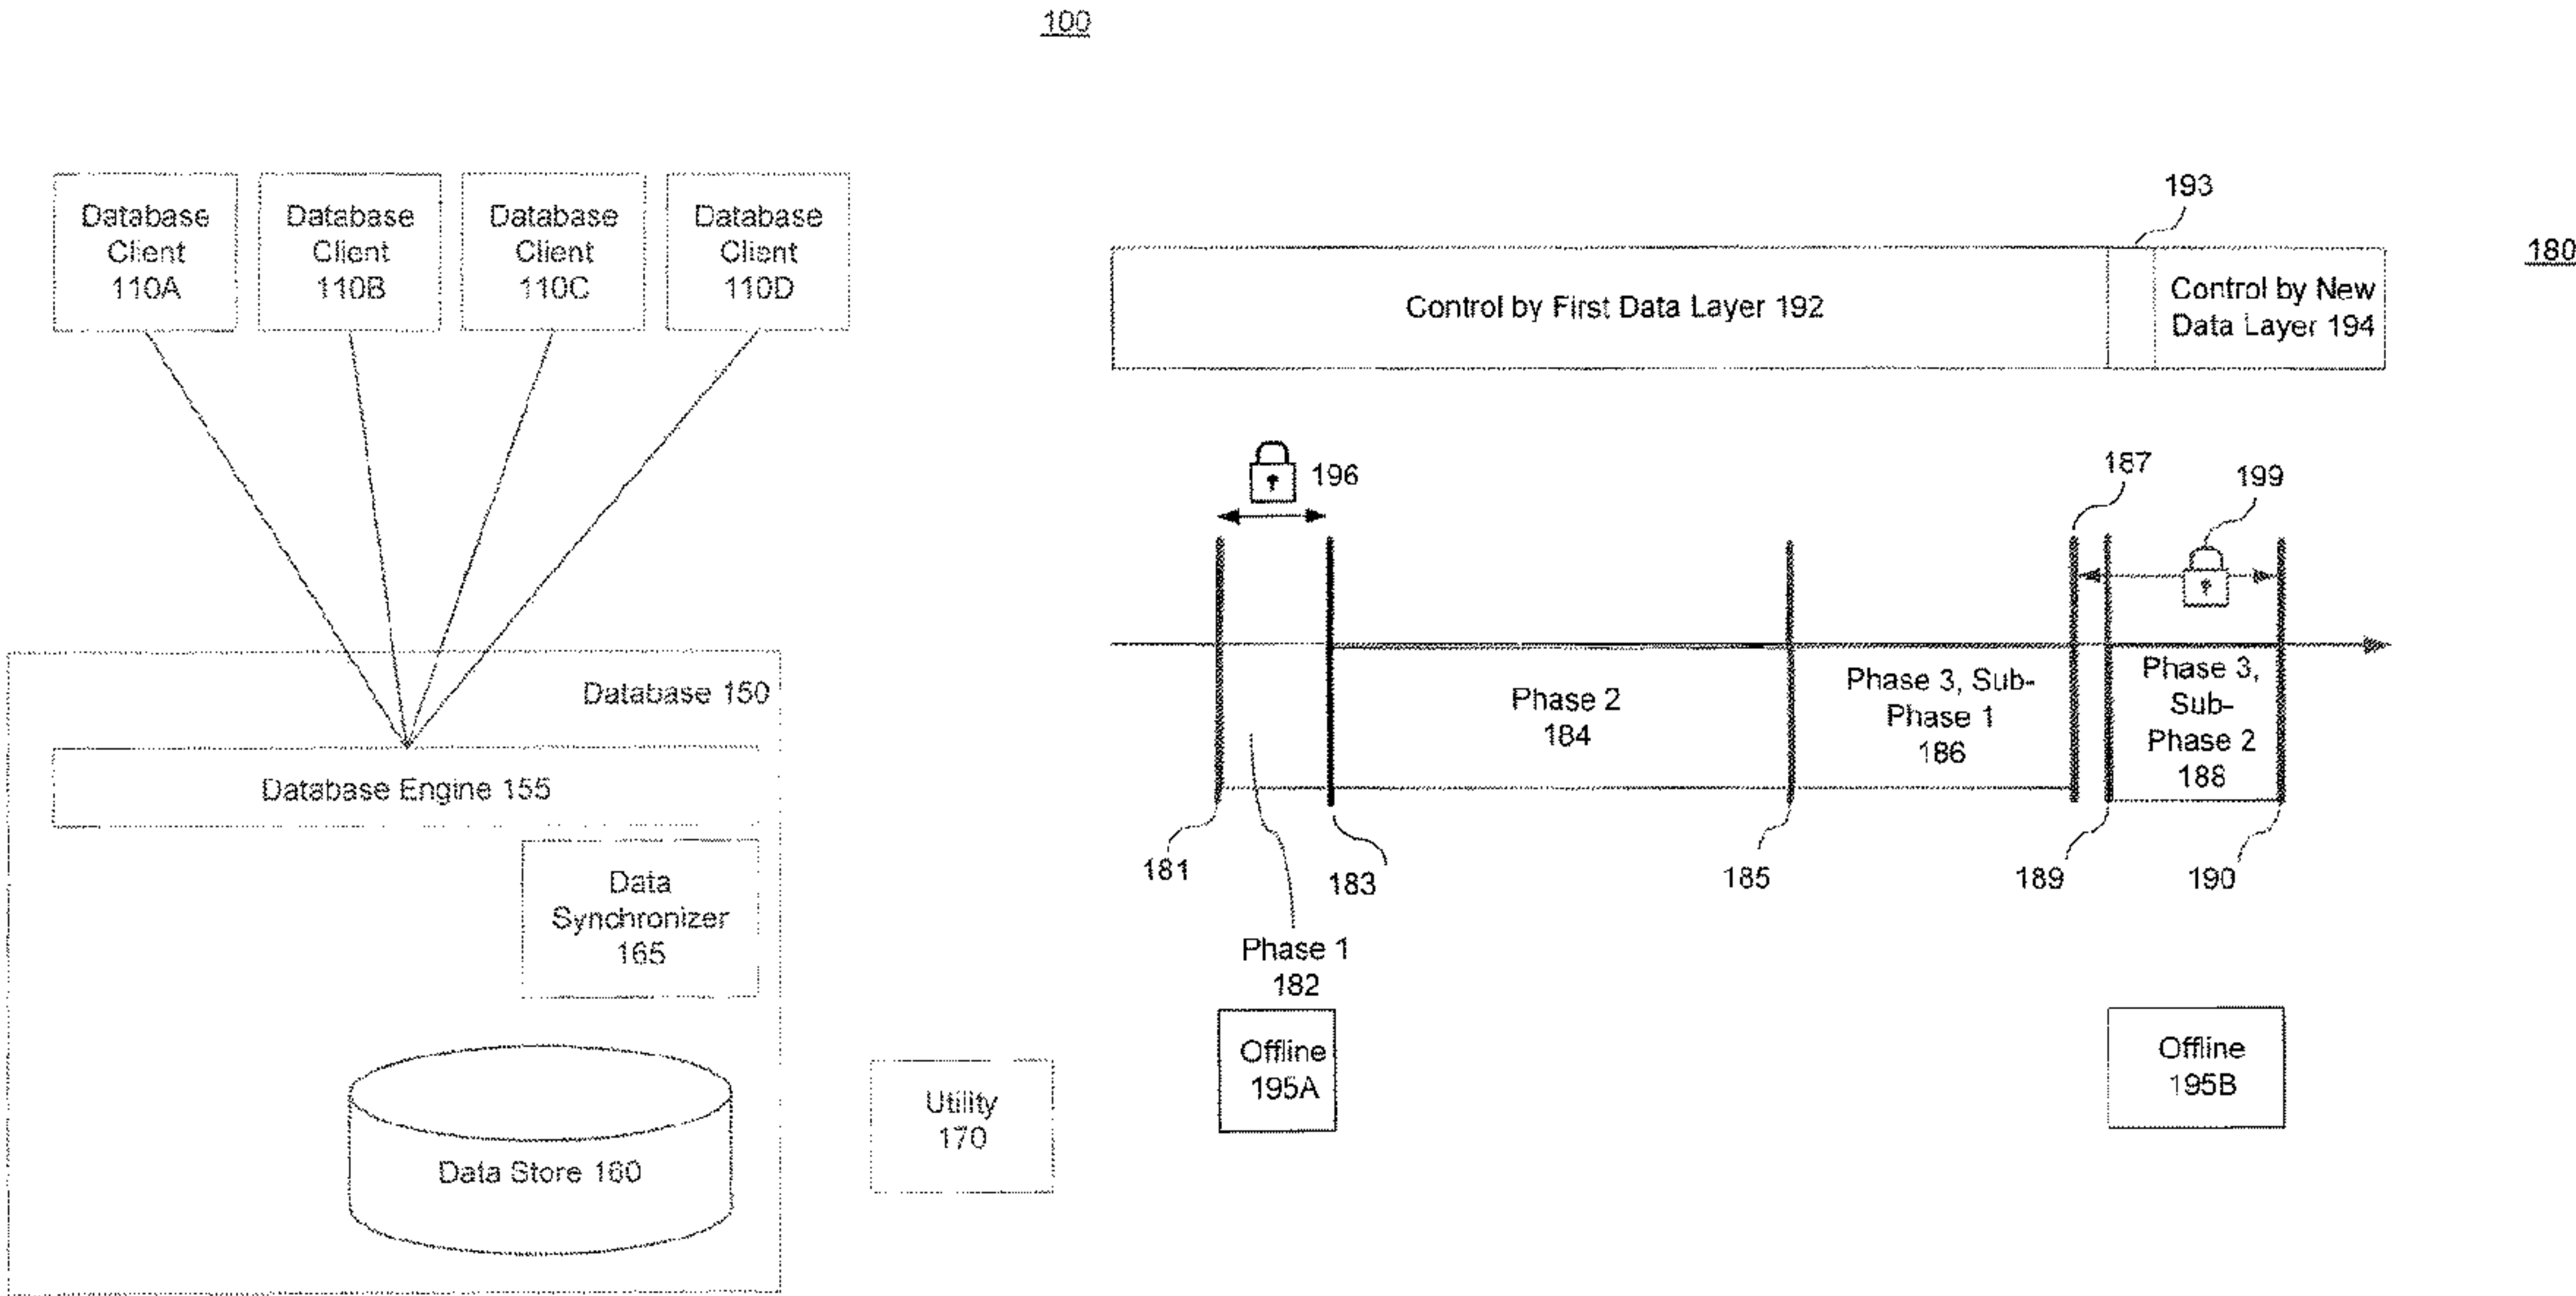 100
Database
Client
110A
Database
Client
110B
Database
Client
110C
Database
Client
110D
Database 150
Database Engine 155
Data
Synchronizer
165
Data Store 160
Utility
170
180
193
Control by First Data Layer 192
Control by New
Data Layer 194
196
187
199
Phase 2
184
Phase 3, Sub-
Phase 1
186
Phase 3,
Sub-
Phase 2
188
181
183
185
189
190
Phase 1
182
Offline
195A
Offline
195B